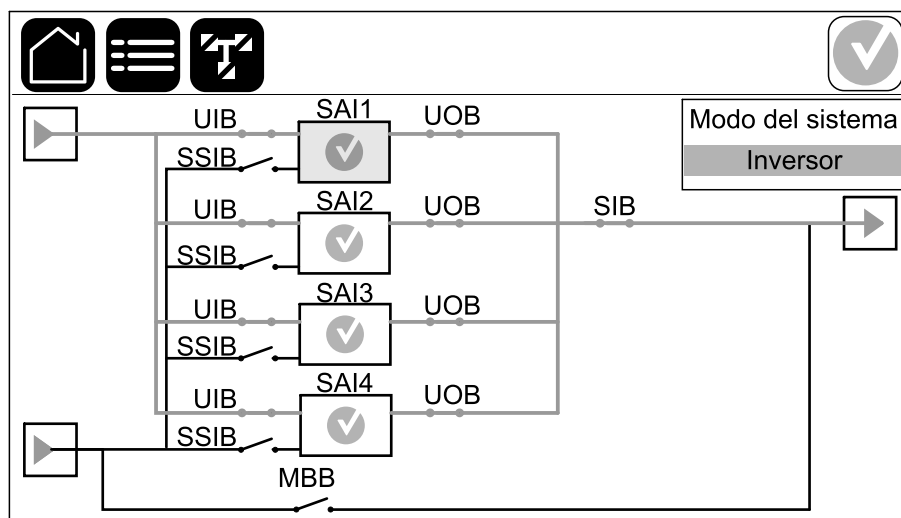 SAI1
UIB
UOB
Modo del sistema
Inversor
SSIB
SAI2
UIB
UOB
SIB
SSIB
SAI3
UIB
UOB
SSIB
SAI4
UIB
UOB
SSIB
MBB